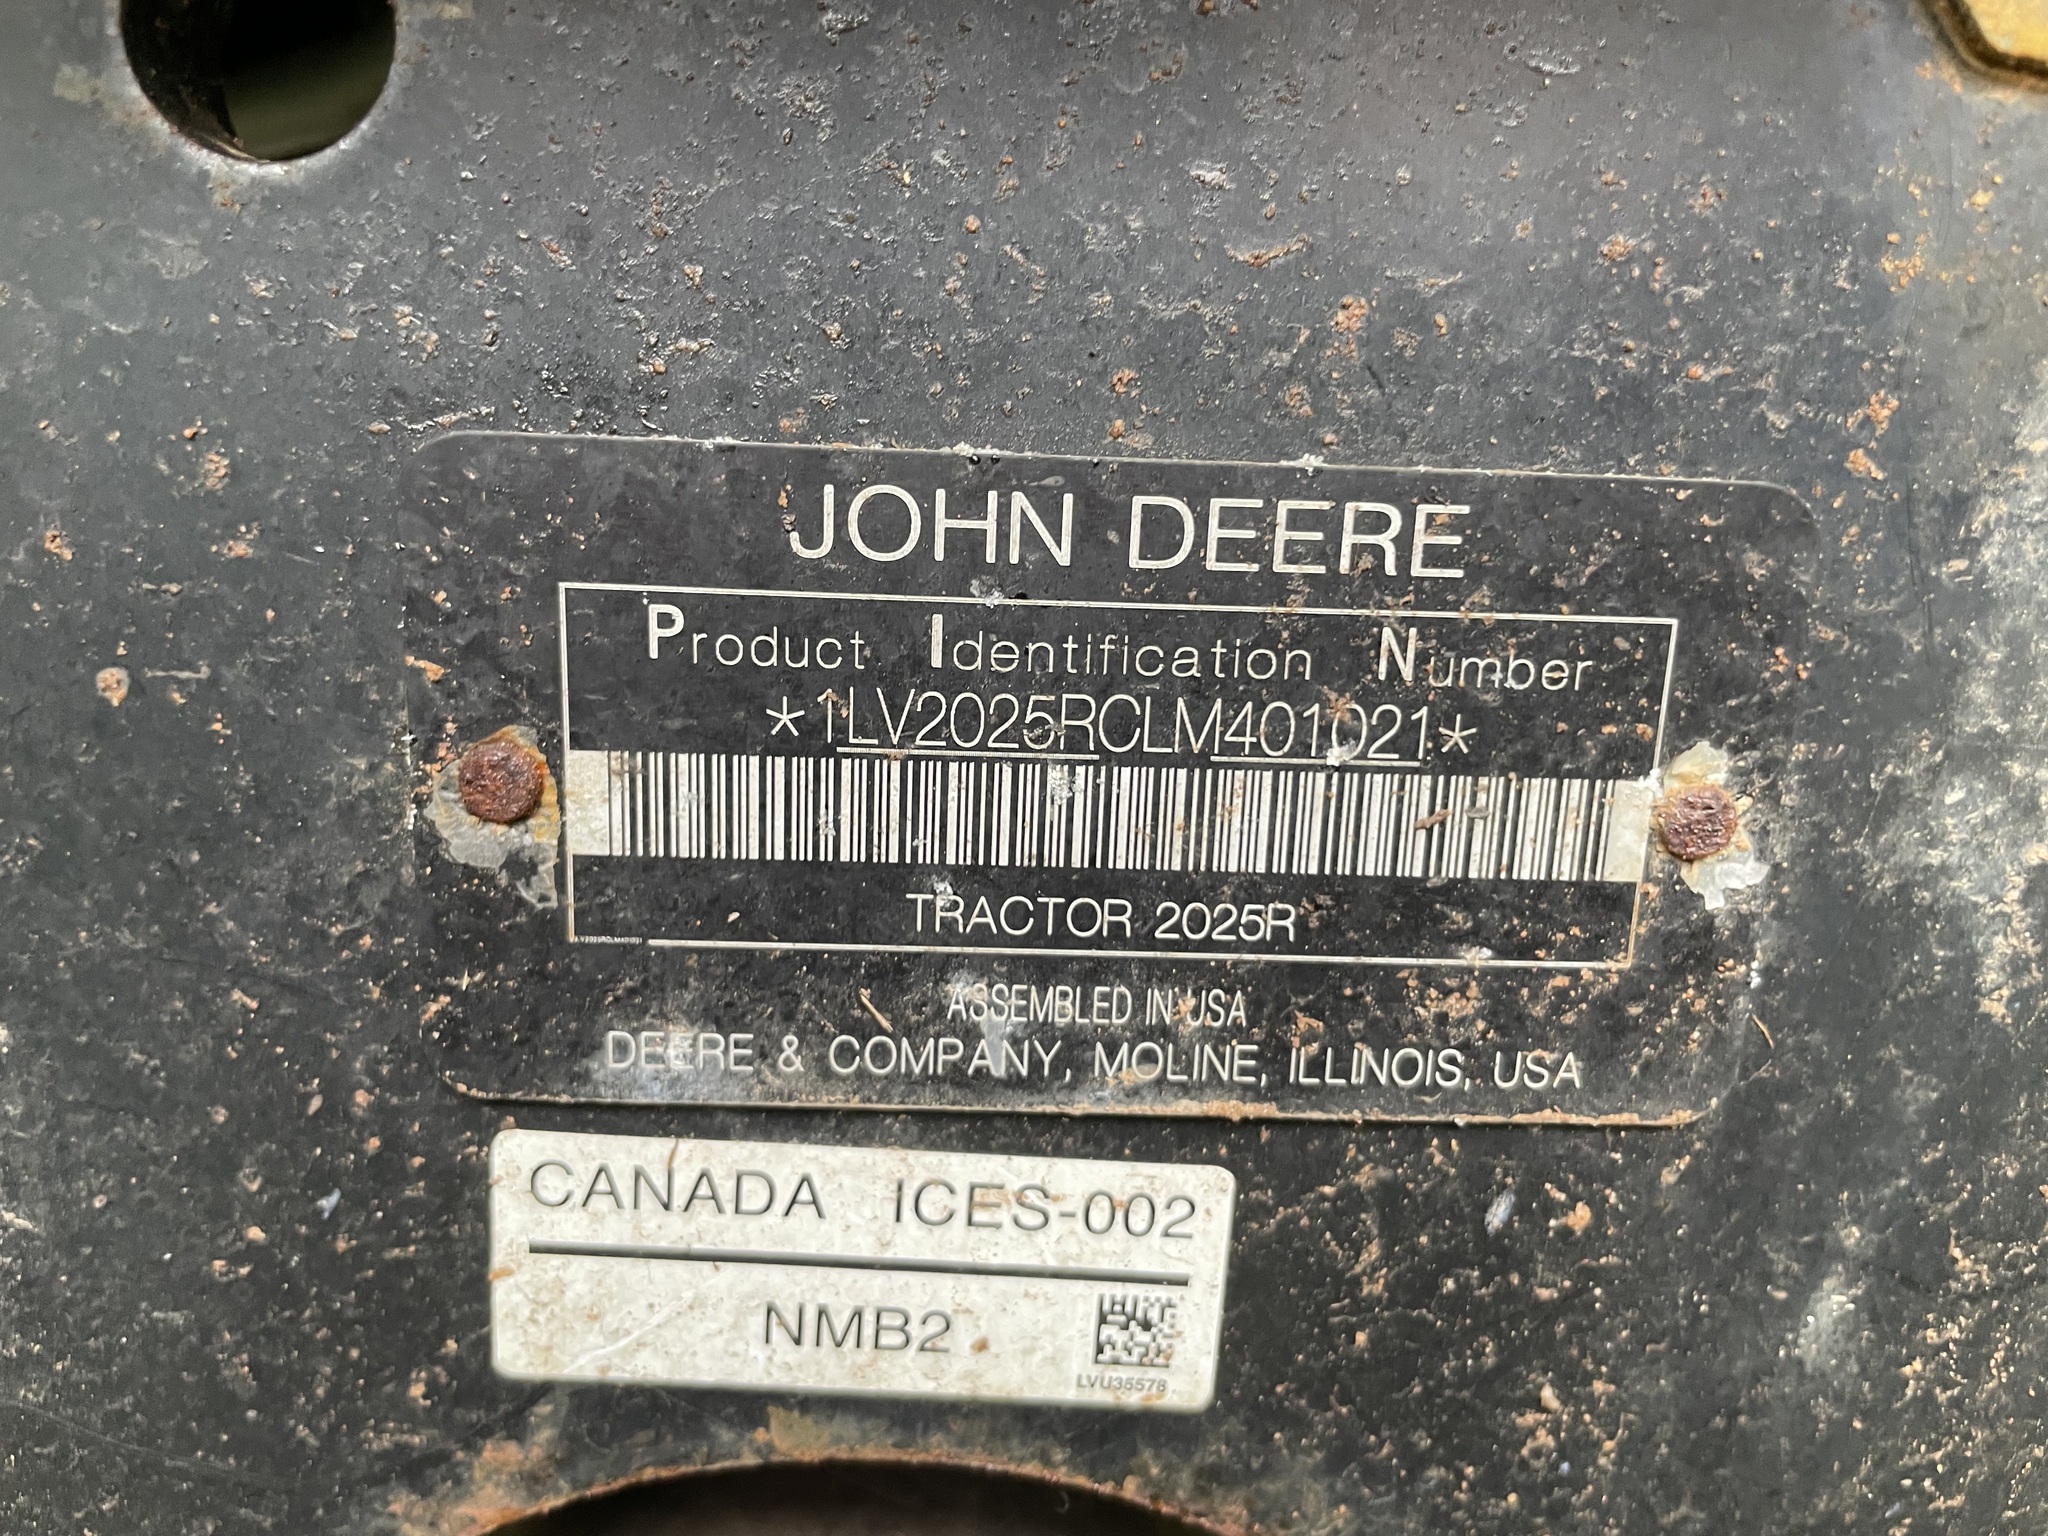 JOHN DEERE
Product Identification Number
*1LV2025RCLM401021*
TRACTOR 2025R
ASSEMBLED IN USA
DEERE & COMPANY, MOLINE, ILLINOIS, USA
CANADA ICES-002
NMB2
LVU35578